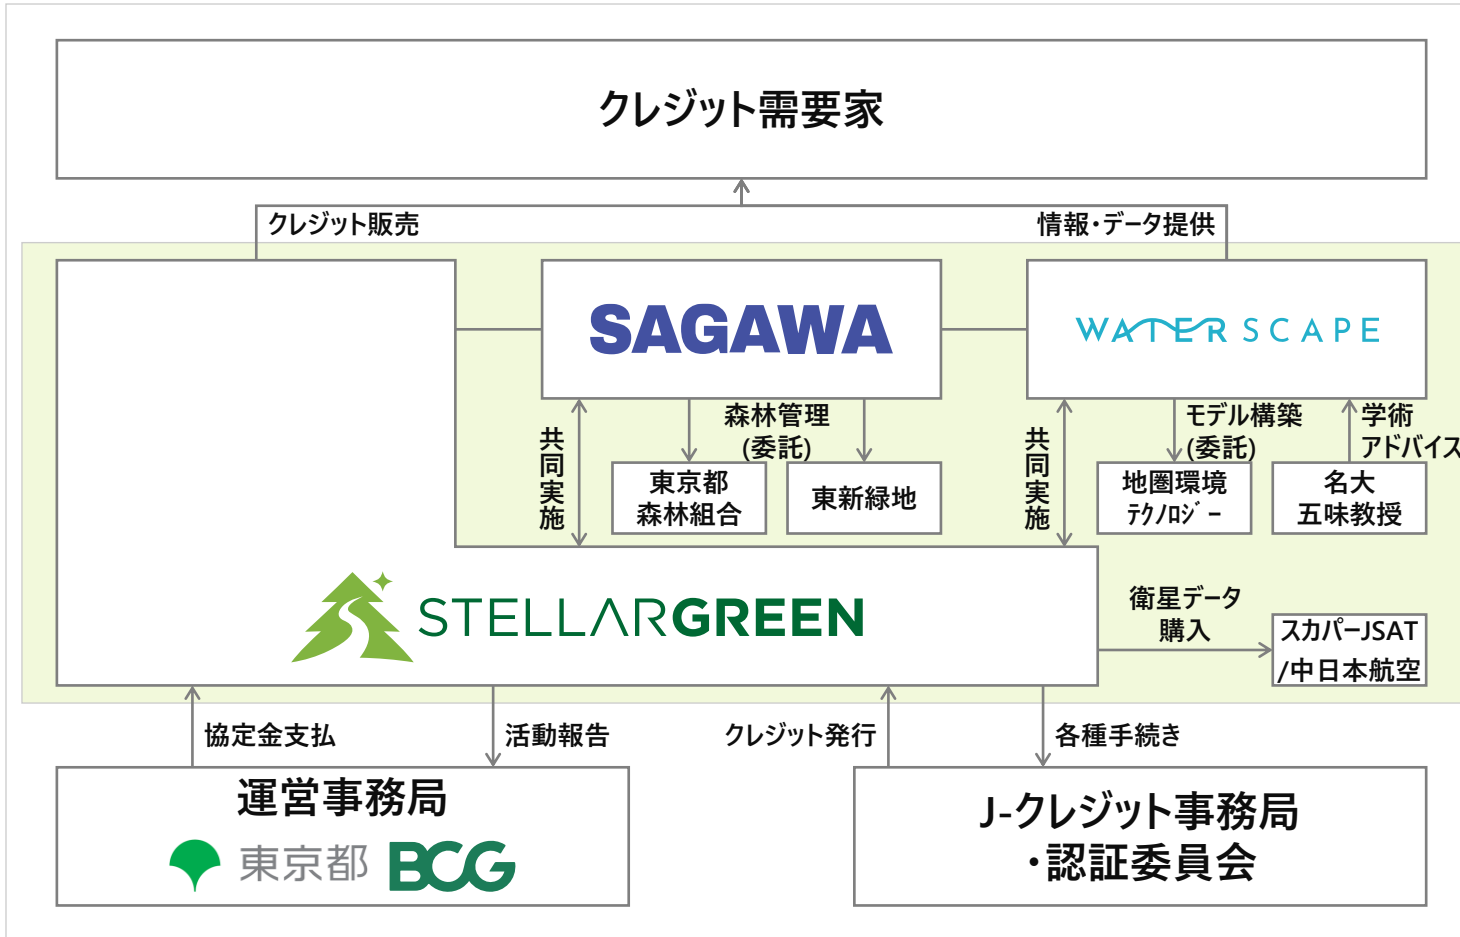 クレジット需要家
クレジット販売
情報・データ提供
SAGAWA
WATER SCAPE
共同実施
森林管理
(委託)
東京都
森林組合
東新緑地
共同実施
モデル構築
(委託)
地圏環境
ﾃｸﾉﾛｼﾞｰ
学術
アドバイス
名大
五味教授
STELLARGREEN
衛星データ
購入
スカパーJSAT
/中日本航空
協定金支払
活動報告
クレジット発行
各種手続き
運営事務局
東京都 BCG
J-クレジット事務局
・認証委員会